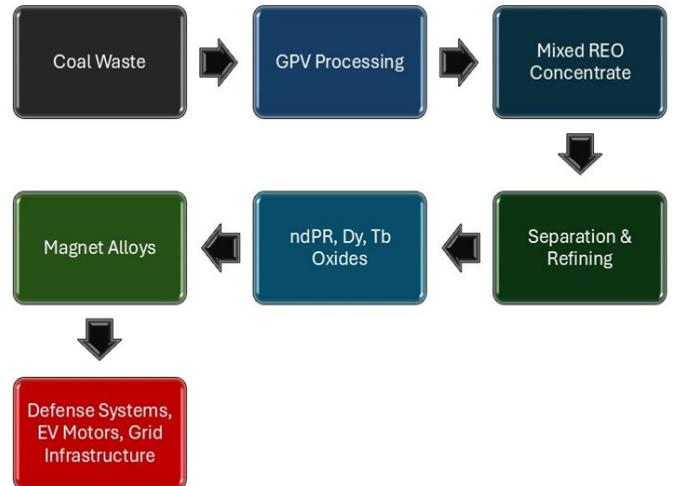 Coal Waste
GPV Processing
Mixed REO
Concentrate
Separation &
Refining
ndPR, Dy, Tb
Oxides
Magnet Alloys
Defense Systems,
EV Motors, Grid
Infrastructure